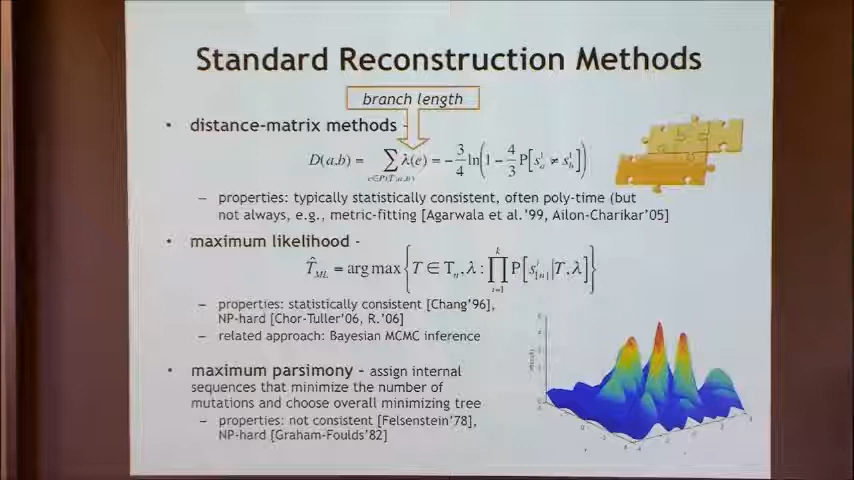 Standard Reconstruction Methods
branch length
• distance-matrix methods -
D(a,b) = ∑ λ(e) = -3/4 ln(1 - 4/3 P[s_a^1 ≠ s_b^1])
– properties: typically statistically consistent, often poly-time (but
not always, e.g., metric-fitting [Agarwala et al.'99, Ailon-Charikar'05]
• maximum likelihood -
T̂_ML = arg max { T ∈ T_n, λ : ∏_{i=1}^k P[s_{[n]}^i | T, λ] }
– properties: statistically consistent [Chang'96],
NP-hard [Chor-Tuller'06, R.'06]
– related approach: Bayesian MCMC inference
• maximum parsimony - assign internal
sequences that minimize the number of
mutations and choose overall minimizing tree
– properties: not consistent [Felsenstein'78],
NP-hard [Graham-Foulds'82]